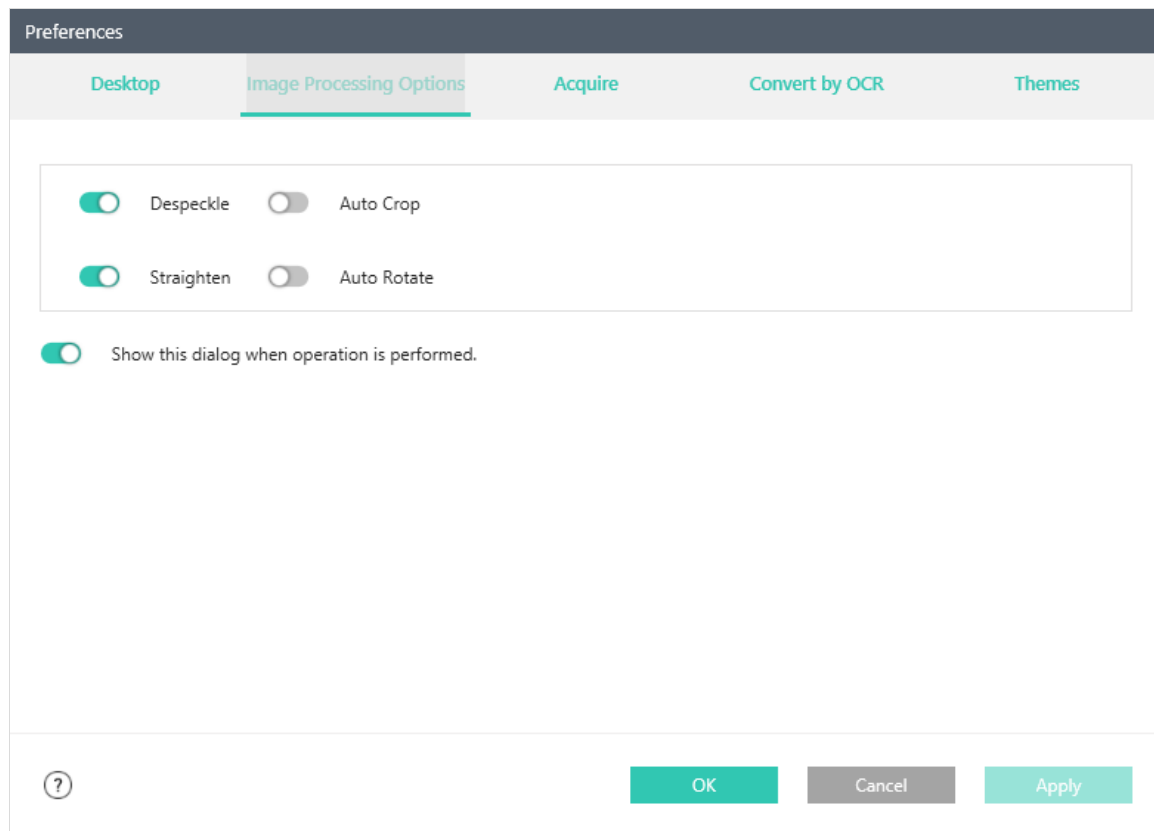 Preferences
Desktop Image Processing Options Acquire Convert by OCR Themes
Despeckle Auto Crop
Straighten Auto Rotate
Show this dialog when operation is performed.
? OK Cancel Apply